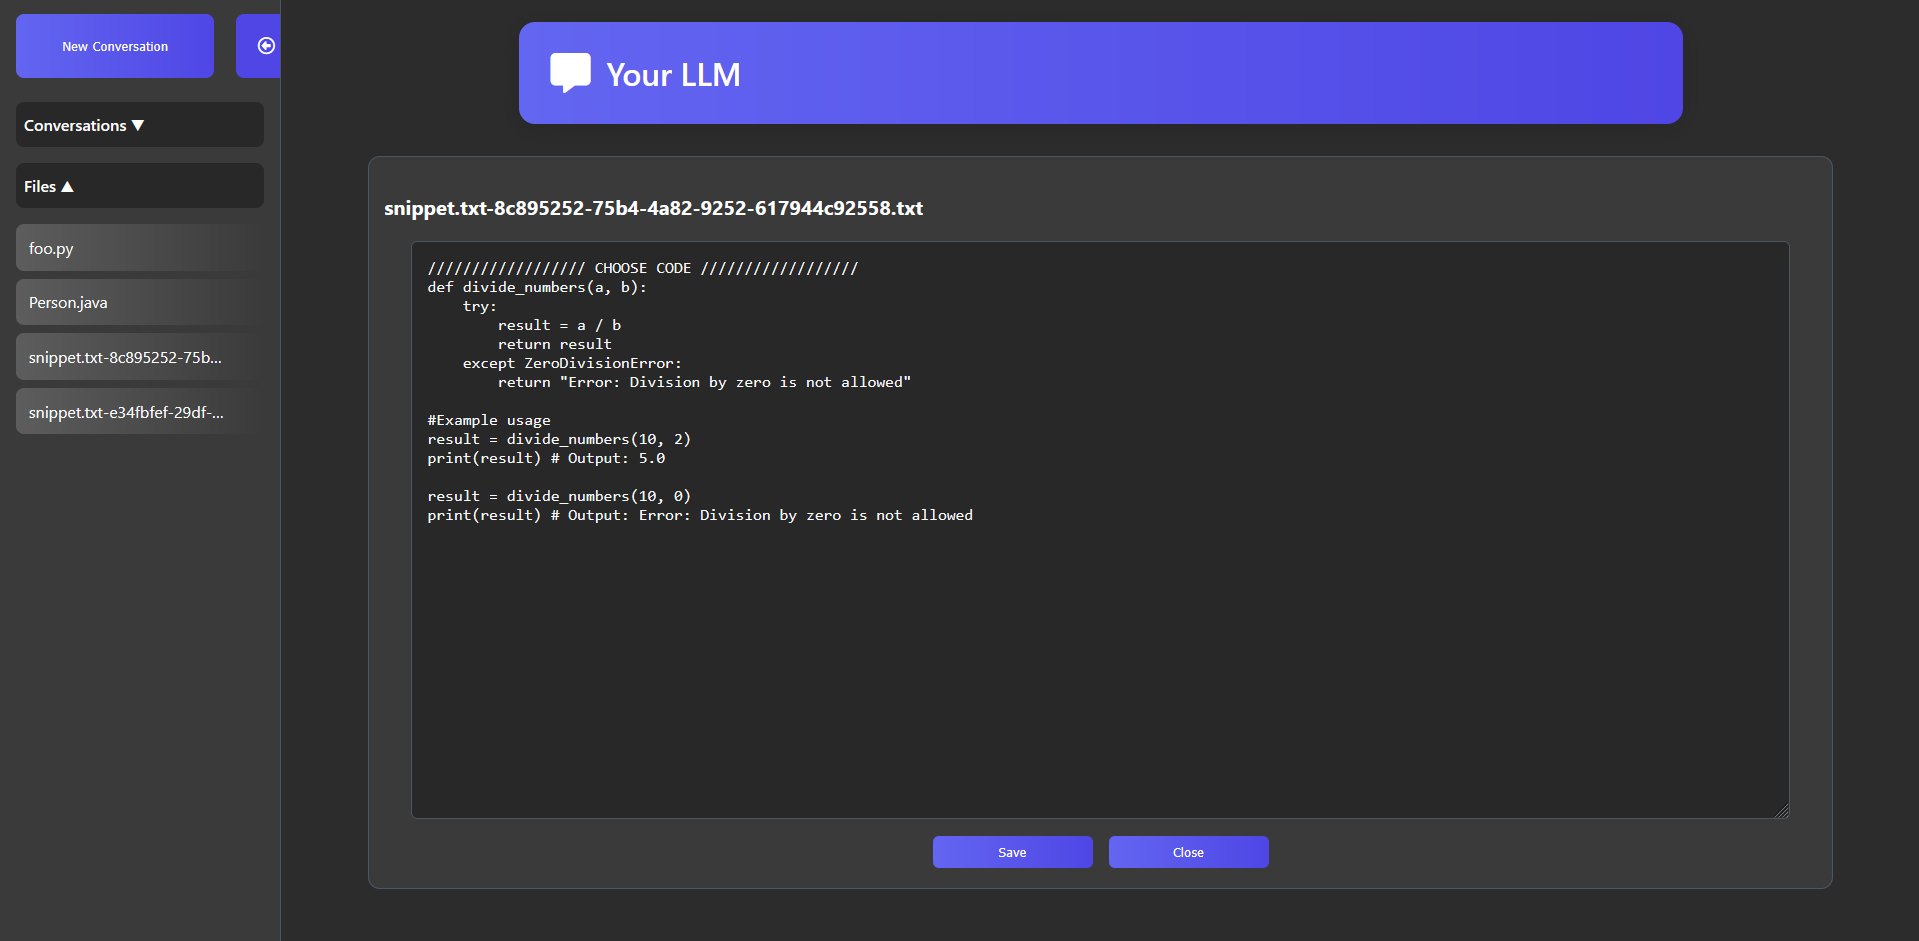 New Conversation
Conversations ▼
Files ▲
foo.py
Person.java
snippet.txt-8c895252-75b...
snippet.txt-e34fbfef-29df-...
Your LLM
snippet.txt-8c895252-75b4-4a82-9252-617944c92558.txt
////////////////// CHOOSE CODE //////////////////
def divide_numbers(a, b):
    try:
        result = a / b
        return result
    except ZeroDivisionError:
        return "Error: Division by zero is not allowed"

#Example usage
result = divide_numbers(10, 2)
print(result) # Output: 5.0

result = divide_numbers(10, 0)
print(result) # Output: Error: Division by zero is not allowed
Save
Close